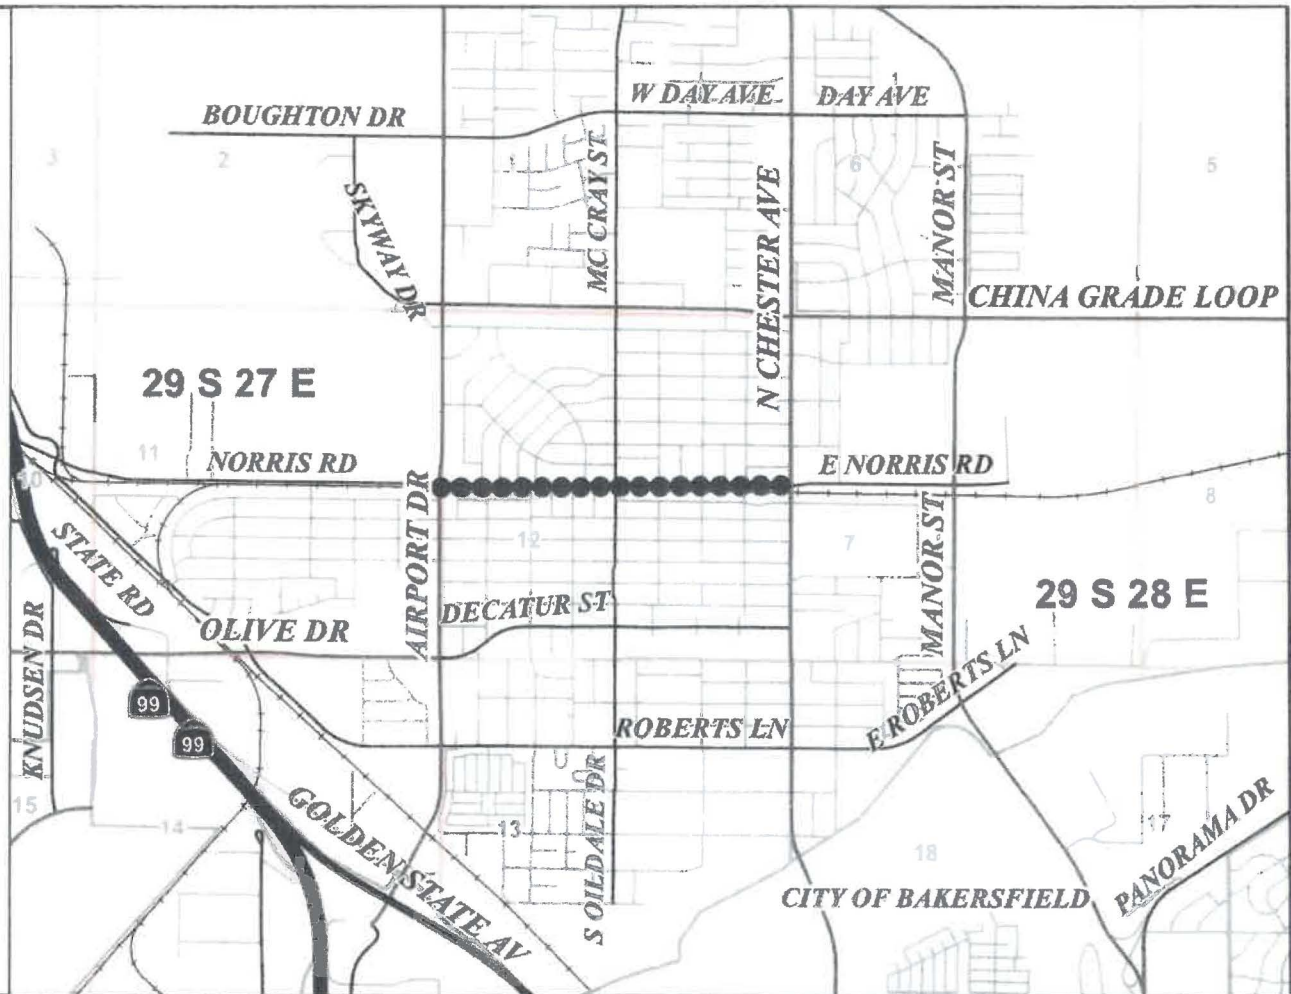 W DAY AVE
DAY AVE
BOUGHTON DR
3
2
6
5
SKYWAY DR
MC CRAY ST
N CHESTER AVE
MANOR ST
CHINA GRADE LOOP
29 S 27 E
11
NORRIS RD
E NORRIS RD
10
8
AIRPORT DR
12
7
MANOR ST
STATE RD
29 S 28 E
DECATUR ST
OLIVE DR
KNUDSEN DR
E ROBERTS LN
99
99
ROBERTS LN
15
14
GOLDEN STATE AV
13
S OILDALE DR
17
18
PANORAMA DR
CITY OF BAKERSFIELD